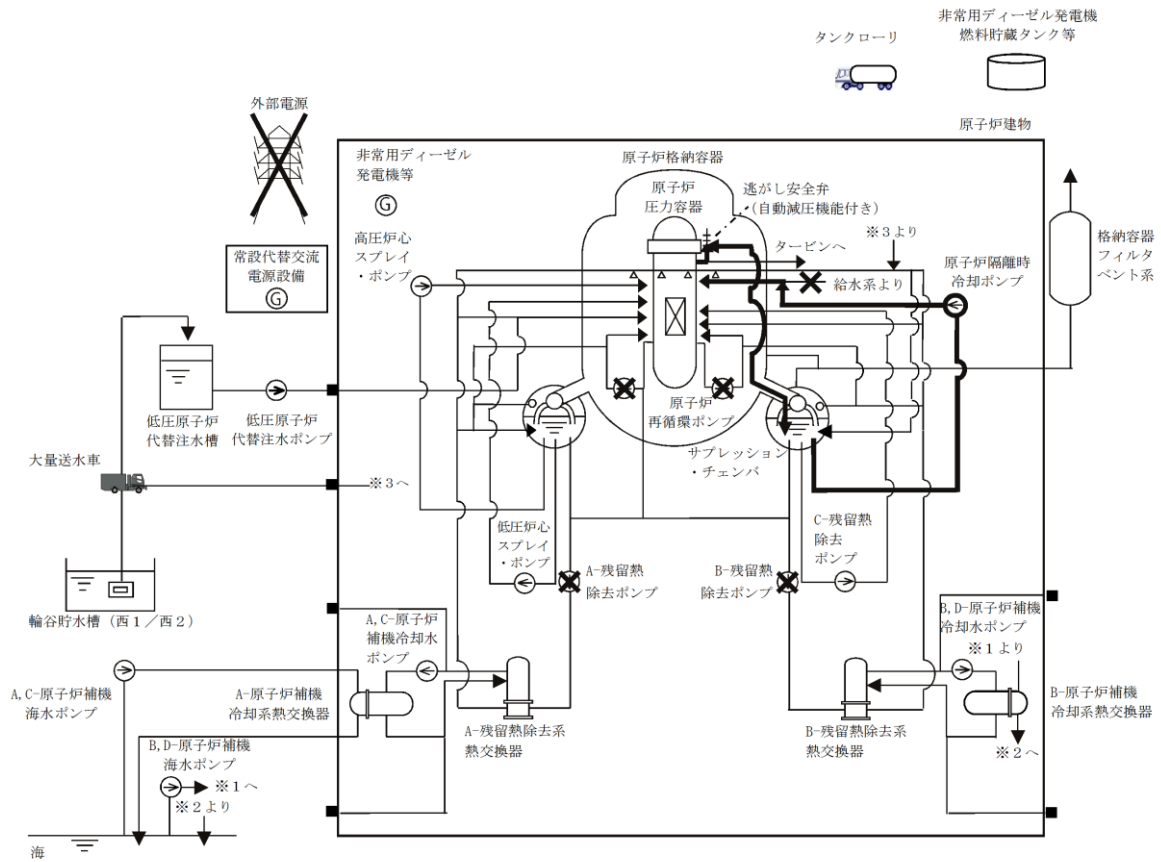 非常用ディーゼル発電機
燃料貯蔵タンク等
タンクローリ
外部電源
原子炉建物
非常用ディーゼル
発電機等
G
原子炉格納容器
原子炉
圧力容器
逃がし安全弁
(自動減圧機能付き)
高圧炉心
スプレイ
・ポンプ
タービンへ
※3より
給水系より
原子炉隔離時
冷却ポンプ
格納容器
フィルタ
ベント系
常設代替交流
電源設備
G
低圧原子炉
代替注水槽
低圧原子炉
代替注水ポンプ
原子炉
再循環ポンプ
サプレッション
・チェンバ
大量送水車
※3へ
低圧炉心
スプレイ
・ポンプ
A-残留熱
除去ポンプ
B-残留熱
除去ポンプ
C-残留熱
除去
ポンプ
輪谷貯水槽(西1/西2)
A,C-原子炉
補機冷却水
ポンプ
B,D-原子炉補機
冷却水ポンプ
※1より
A,C-原子炉補機
海水ポンプ
A-原子炉補機
冷却系熱交換器
B-原子炉補機
冷却系熱交換器
A-残留熱除去系
熱交換器
B-残留熱除去系
熱交換器
※2へ
B,D-原子炉補機
海水ポンプ
※1へ
※2より
海